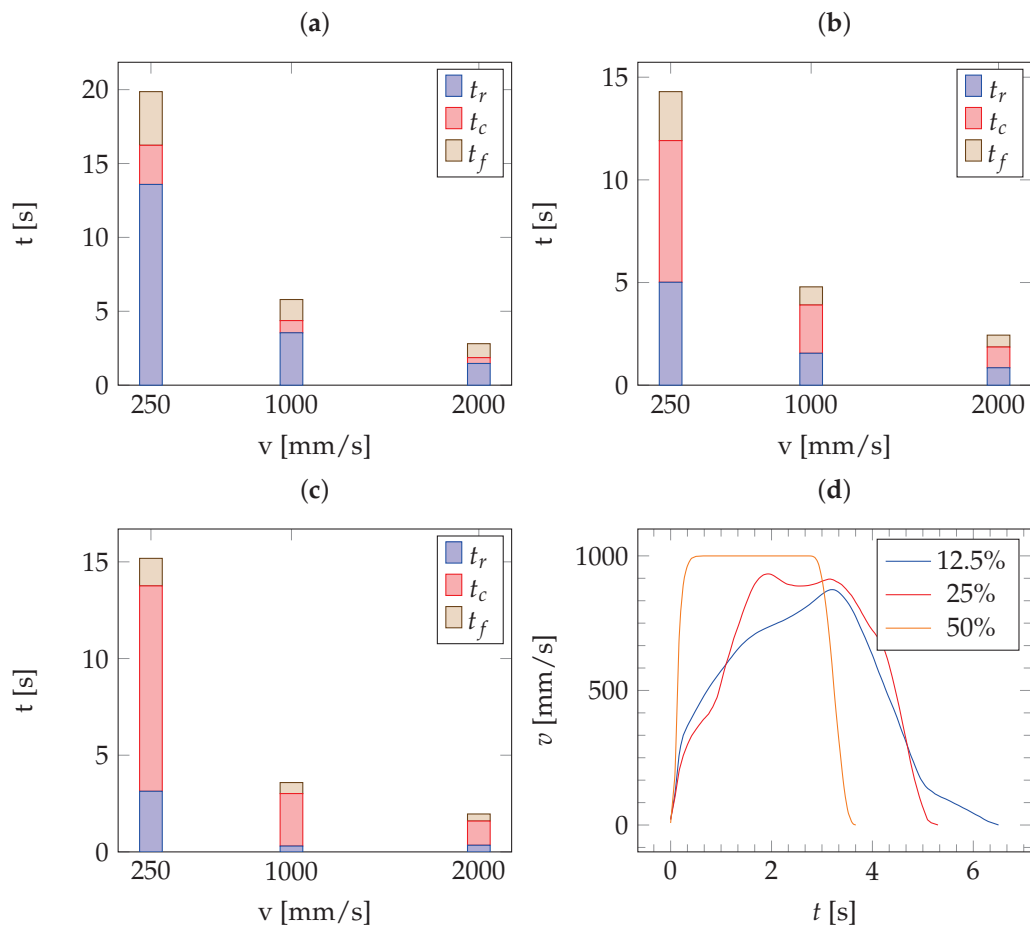 (a)
t [s]
20
15
10
5
0
250 1000 2000
v [mm/s]
t_r
t_c
t_f
(b)
t [s]
15
10
5
0
250 1000 2000
v [mm/s]
t_r
t_c
t_f
(c)
t [s]
15
10
5
0
250 1000 2000
v [mm/s]
t_r
t_c
t_f
(d)
v [mm/s]
1000
500
0
0 2 4 6
t [s]
12.5%
25%
50%